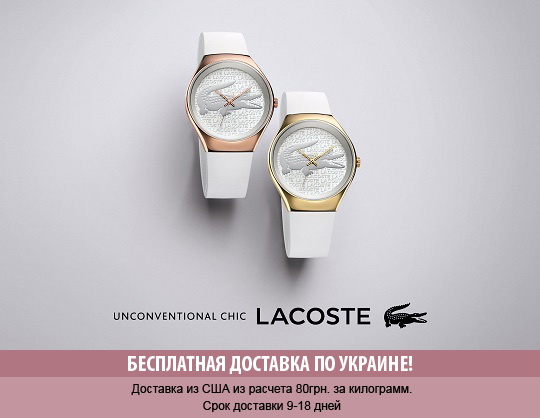 UNCONVENTIONAL CHIC LACOSTE
БЕСПЛАТНАЯ ДОСТАВКА ПО УКРАИНЕ!
Доставка из США из расчета 80грн. за килограмм.
Срок доставки 9-18 дней